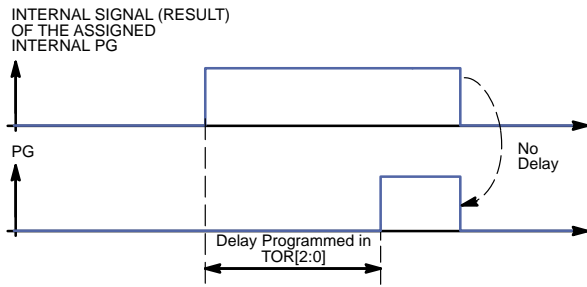 INTERNAL SIGNAL (RESULT)
OF THE ASSIGNED
INTERNAL PG
PG
No
Delay
Delay Programmed in
TOR[2:0]